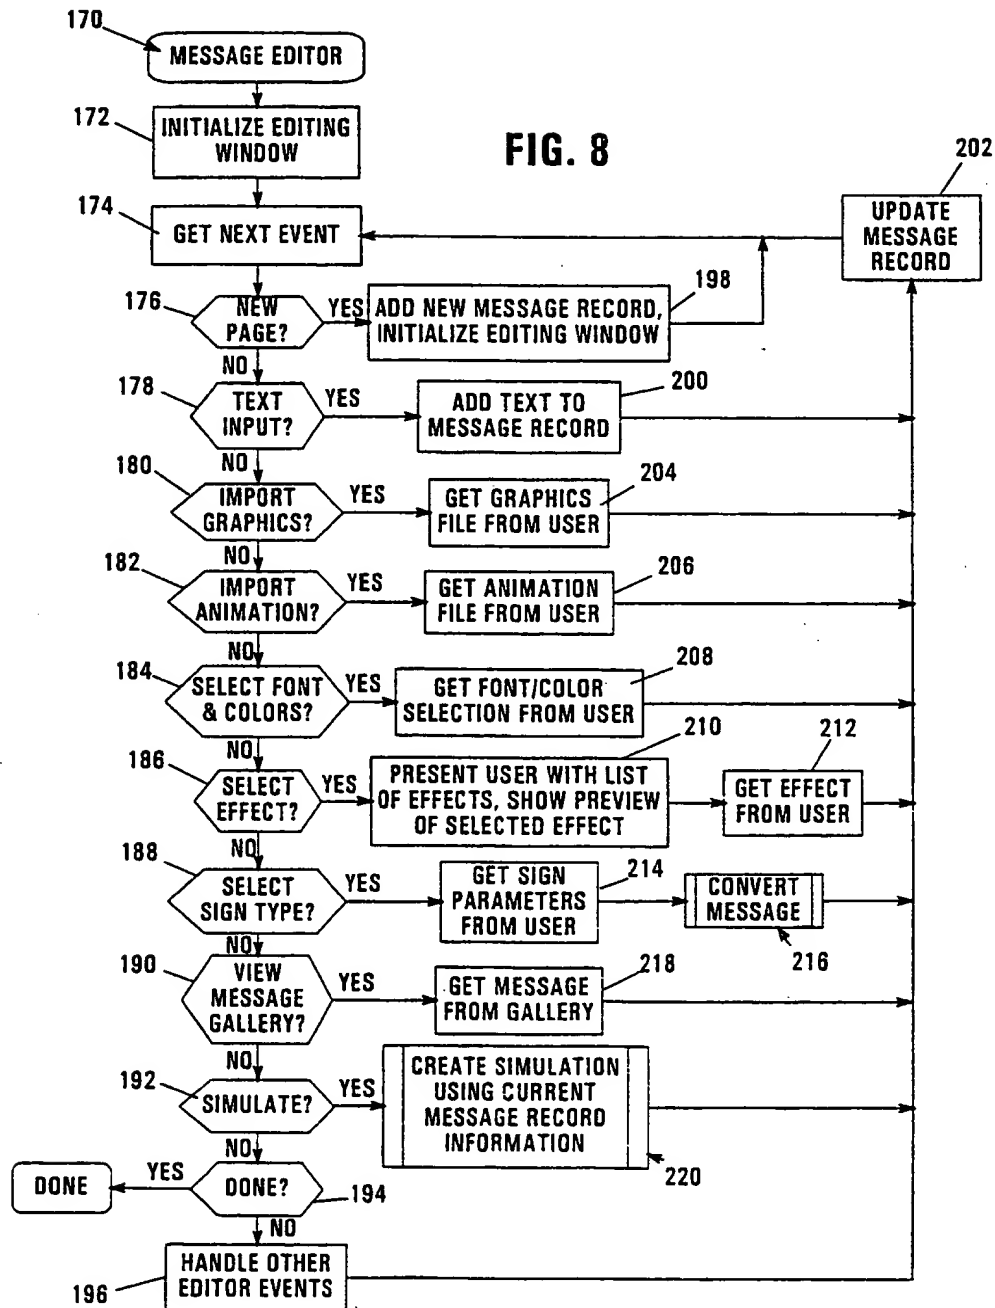 170
MESSAGE EDITOR
172
INITIALIZE EDITING
WINDOW
FIG. 8
202
174
GET NEXT EVENT
UPDATE
MESSAGE
RECORD
176
NEW
PAGE?
YES
ADD NEW MESSAGE RECORD,
INITIALIZE EDITING WINDOW
198
NO
178
TEXT
INPUT?
YES
ADD TEXT TO
MESSAGE RECORD
200
NO
180
IMPORT
GRAPHICS?
YES
GET GRAPHICS
FILE FROM USER
204
NO
182
IMPORT
ANIMATION?
YES
GET ANIMATION
FILE FROM USER
206
NO
184
SELECT FONT
& COLORS?
YES
GET FONT/COLOR
SELECTION FROM USER
208
NO
186
SELECT
EFFECT?
YES
PRESENT USER WITH LIST
OF EFFECTS, SHOW PREVIEW
OF SELECTED EFFECT
210
GET EFFECT
FROM USER
212
NO
188
SELECT
SIGN TYPE?
YES
GET SIGN
PARAMETERS
FROM USER
214
CONVERT
MESSAGE
216
NO
190
VIEW
MESSAGE
GALLERY?
YES
GET MESSAGE
FROM GALLERY
218
NO
192
SIMULATE?
YES
CREATE SIMULATION
USING CURRENT
MESSAGE RECORD
INFORMATION
220
NO
DONE
YES
DONE?
194
NO
HANDLE OTHER
EDITOR EVENTS
196